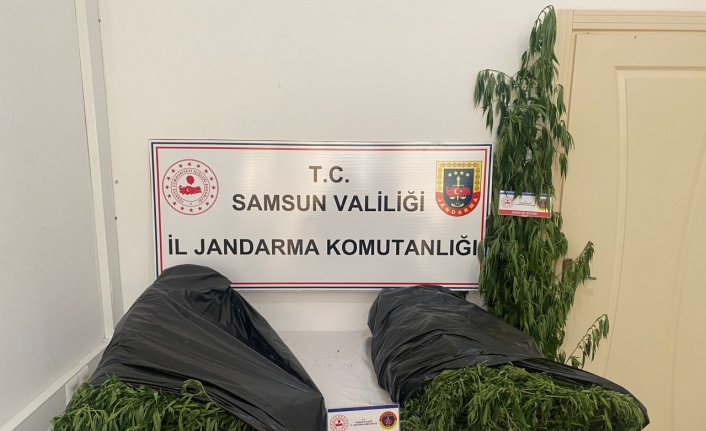 T.C.
SAMSUN VALİLİĞİ
İL JANDARMA KOMUTANLIĞI
JANDARMA